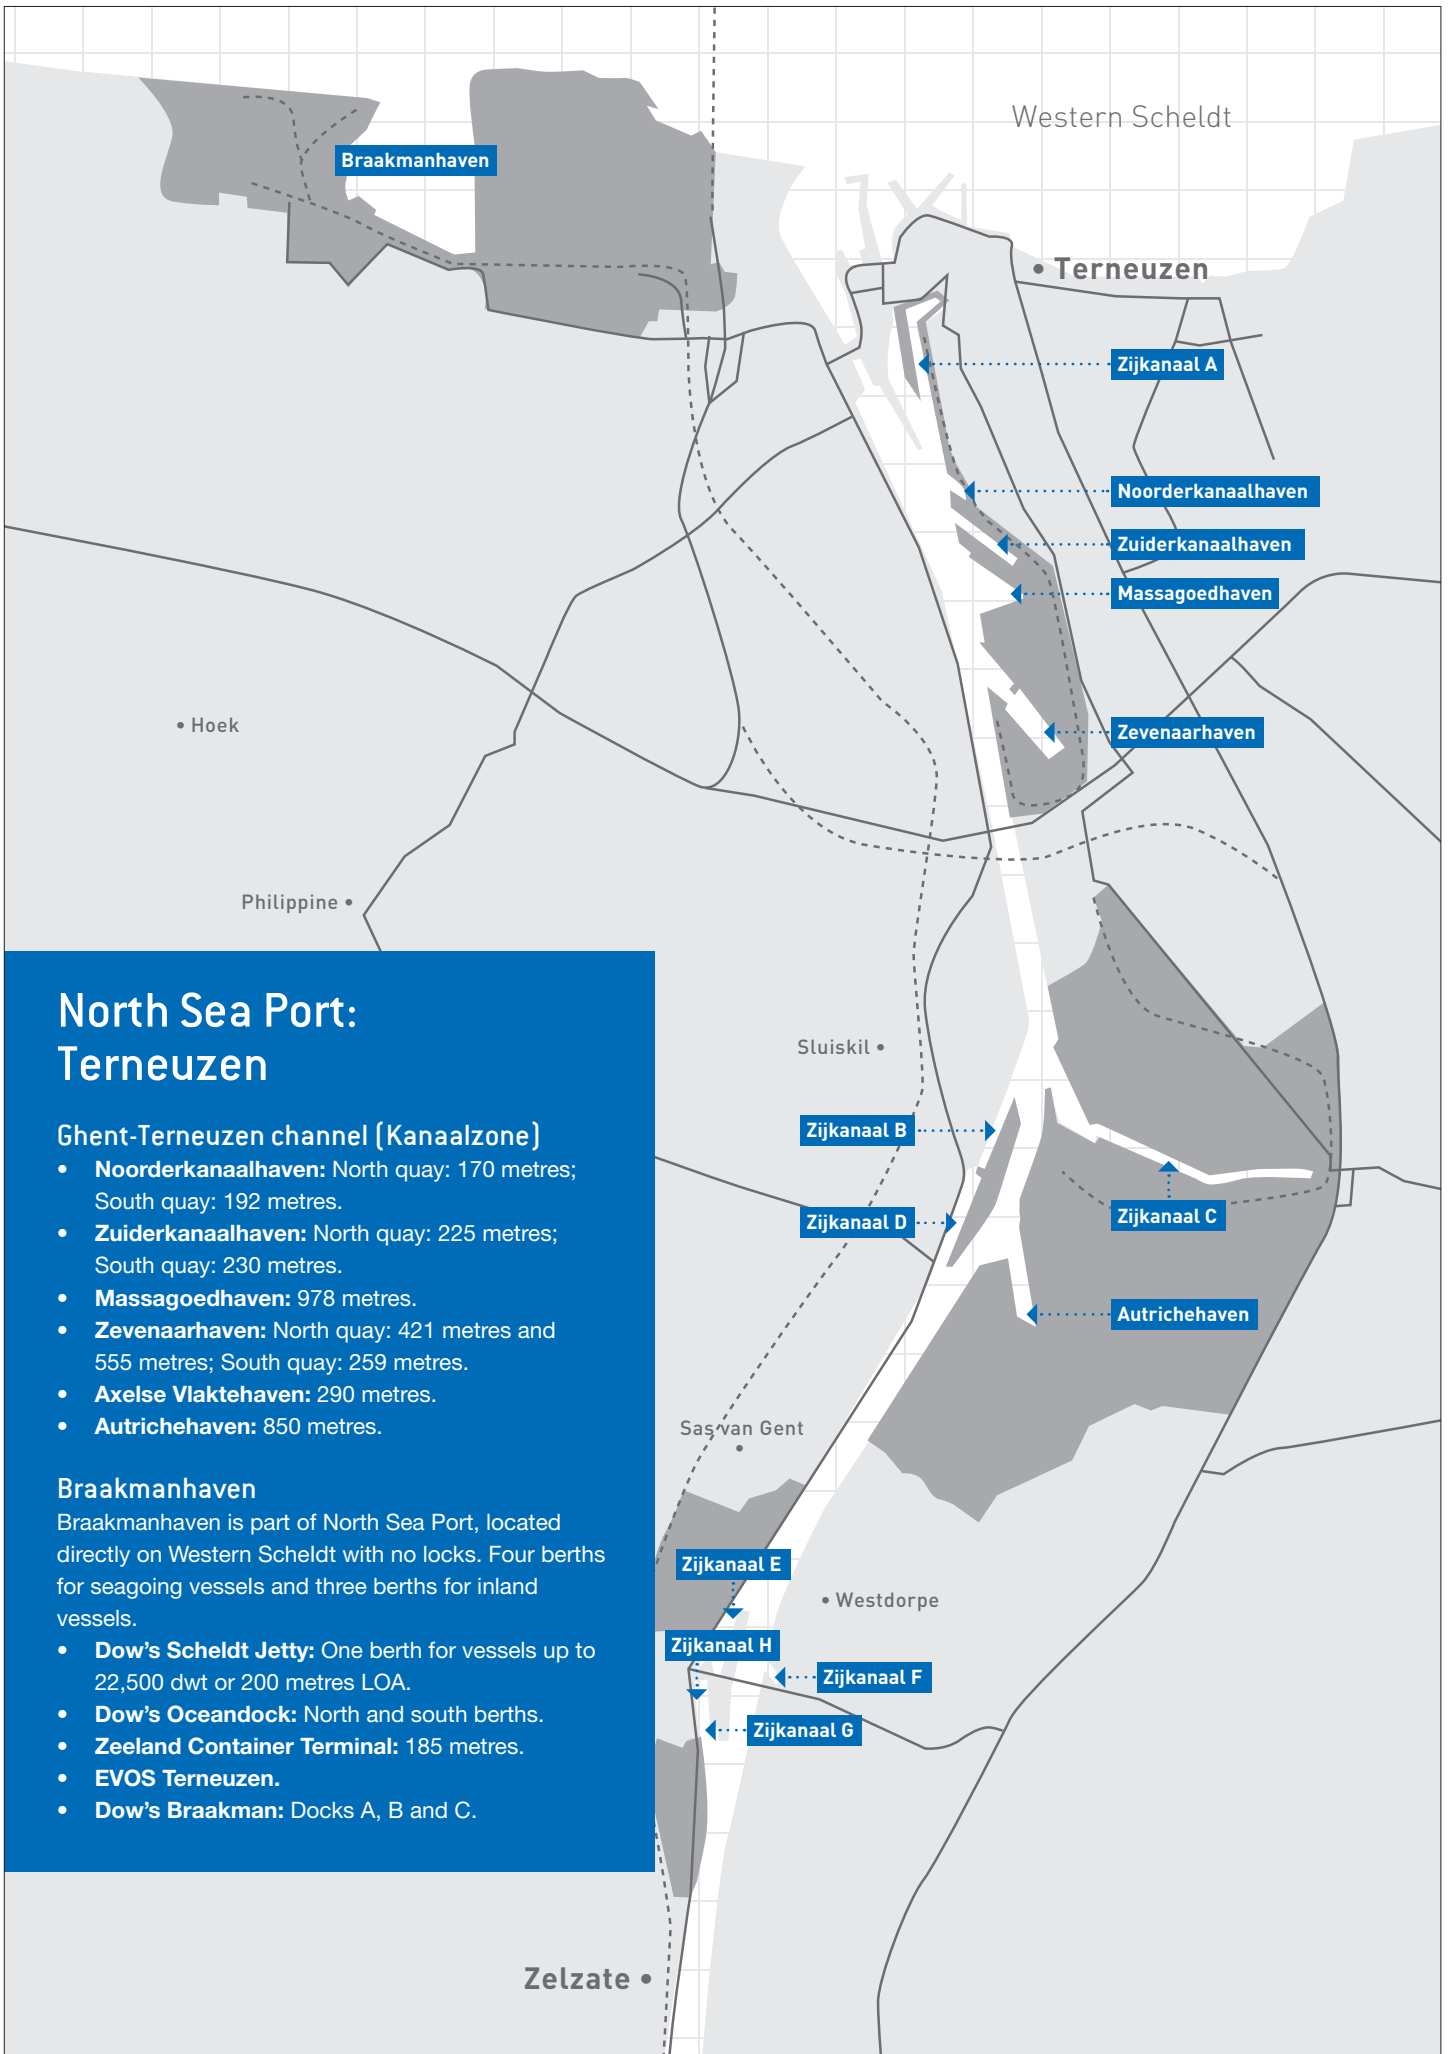 Western Scheldt
Braakmanhaven
Terneuzen
Zijkanaal A
Noorderkanaalhaven
Zuiderkanaalhaven
Massagoedhaven
Hoek
Zevenaarhaven
Philippine
Sluiskil
Zijkanaal B
Zijkanaal D
Zijkanaal C
Autrichehaven
Sas van Gent
Zijkanaal E
Westdorpe
Zijkanaal H
Zijkanaal F
Zijkanaal G
Zelzate
North Sea Port:
Terneuzen
Ghent-Terneuzen channel (Kanaalzone)
• Noorderkanaalhaven: North quay: 170 metres;
South quay: 192 metres.
• Zuiderkanaalhaven: North quay: 225 metres;
South quay: 230 metres.
• Massagoedhaven: 978 metres.
• Zevenaarhaven: North quay: 421 metres and
555 metres; South quay: 259 metres.
• Axelse Vlaktehaven: 290 metres.
• Autrichehaven: 850 metres.
Braakmanhaven
Braakmanhaven is part of North Sea Port, located
directly on Western Scheldt with no locks. Four berths
for seagoing vessels and three berths for inland
vessels.
• Dow's Scheldt Jetty: One berth for vessels up to
22,500 dwt or 200 metres LOA.
• Dow's Oceandock: North and south berths.
• Zeeland Container Terminal: 185 metres.
• EVOS Terneuzen.
• Dow's Braakman: Docks A, B and C.